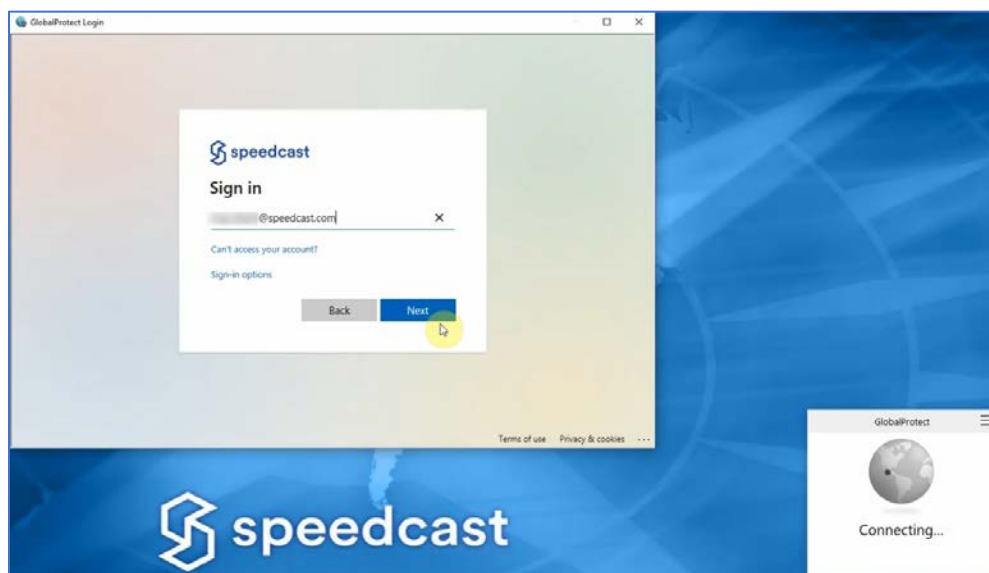 GlobalProtect Login
speedcast
Sign in
@speedcast.com
Can't access your account?
Sign-in options
Back Next
Terms of use Privacy & cookies ...
GlobalProtect
Connecting...
speedcast